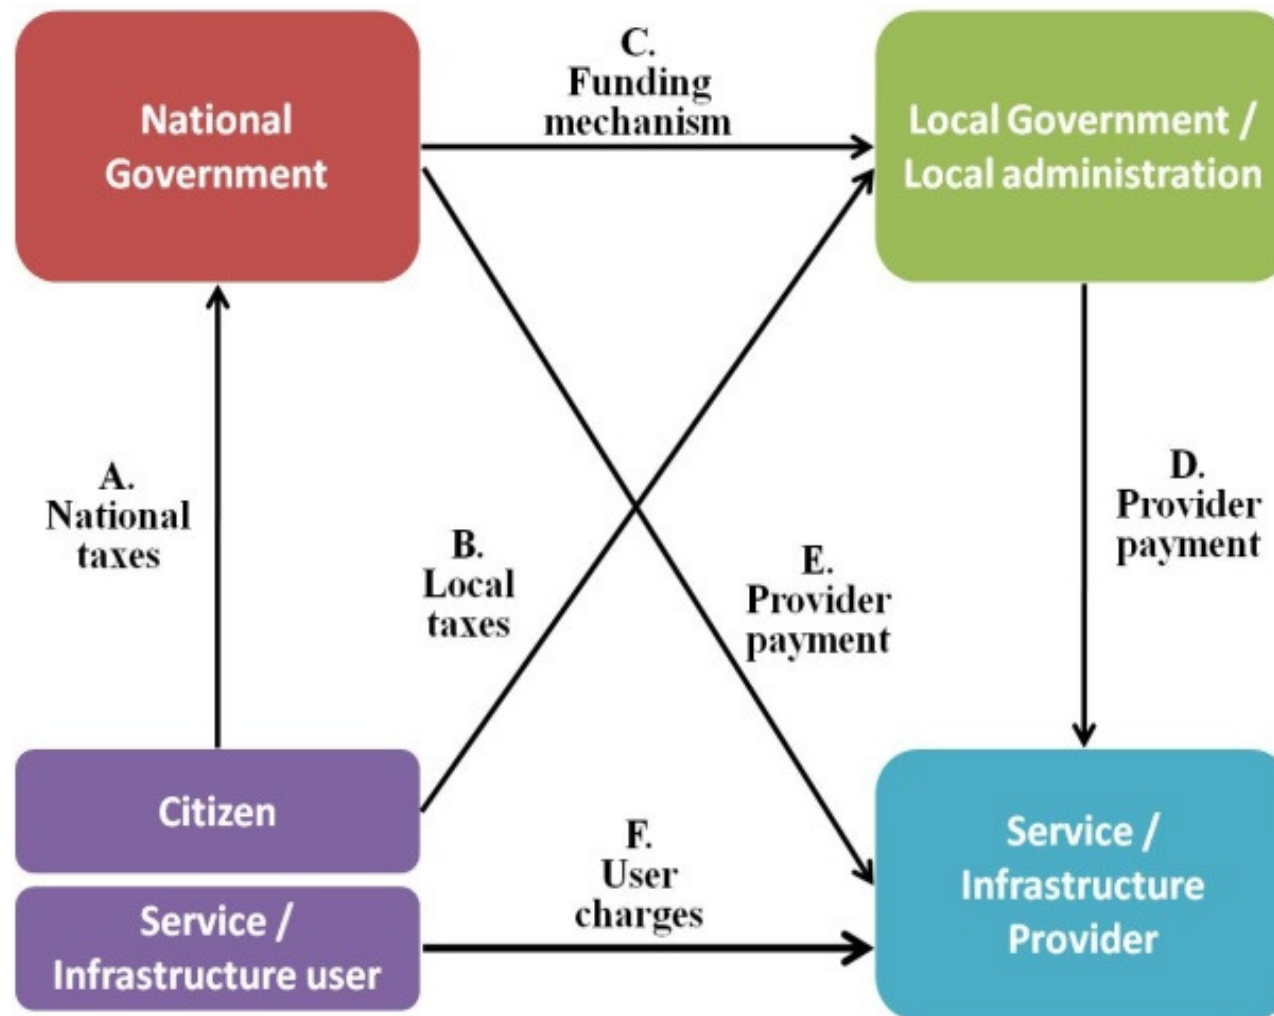 National
Government
C.
Funding
mechanism
Local Government /
Local administration
A.
National
taxes
B.
Local
taxes
E.
Provider
payment
D.
Provider
payment
Citizen
Service /
Infrastructure user
F.
User
charges
Service /
Infrastructure
Provider